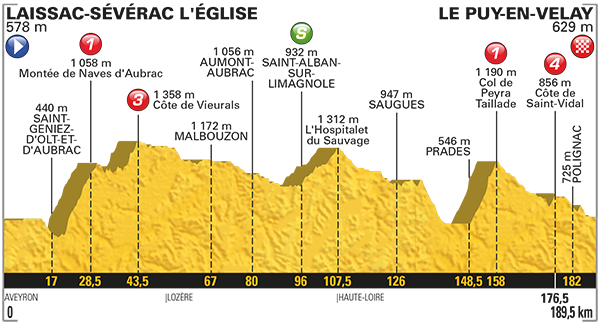 LAISSAC-SÉVÉRAC L'ÉGLISE
578 m
LE PUY-EN-VELAY
629 m
1
1 058 m
Montée de Naves d'Aubrac
440 m
SAINT-
GENIEZ-
D'OLT-ET-
D'AUBRAC
3
1 358 m
Côte de Vieurals
1 172 m
MALBOUZON
1 056 m
AUMONT-
AUBRAC
S
932 m
SAINT-ALBAN-
SUR-
LIMAGNOLE
1 312 m
L'Hospitalet
du Sauvage
947 m
SAUGUES
546 m
PRADES
1
1 190 m
Col de
Peyra
Taillade
4
856 m
Côte de
Saint-Vidal
725 m
POLIGNAC
17
28,5
43,5
67
80
96
107,5
126
148,5
158
182
AVEYRON
LOZÈRE
HAUTE-LOIRE
176,5
0
189,5 km